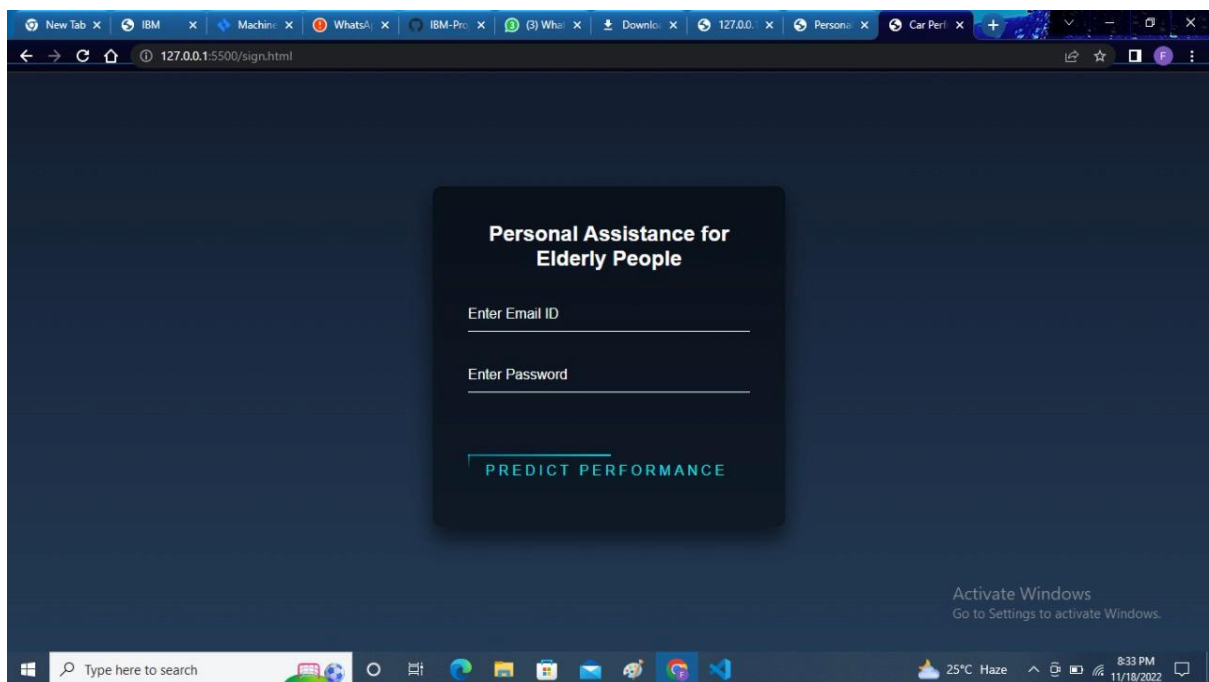 New Tab
IBM
Machine
WhatsA
IBM-Pro
(3) What
Downlo
127.0.0.
Persona
Car Perf
127.0.0.1:5500/sign.html
F
Personal Assistance for
Elderly People
Enter Email ID
Enter Password
PREDICT PERFORMANCE
Activate Windows
Go to Settings to activate Windows.
Type here to search
25°C Haze
8:33 PM
11/18/2022